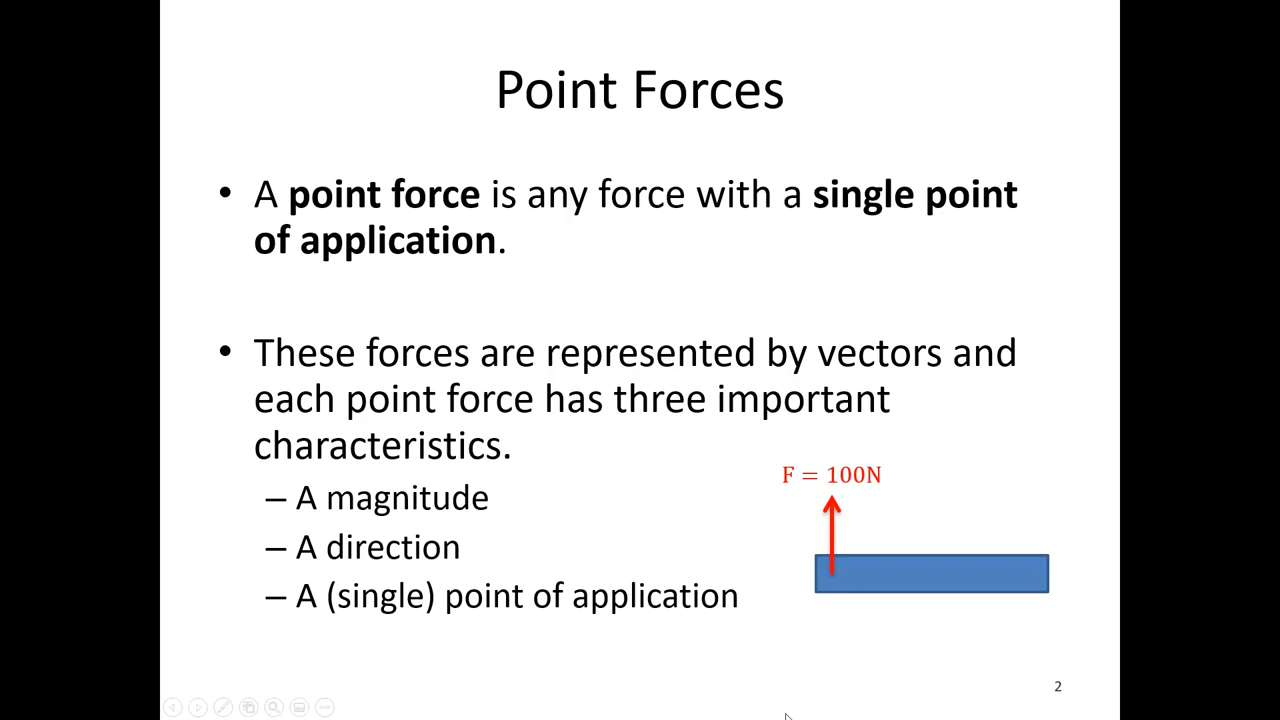 Point Forces
• A point force is any force with a single point
of application.
• These forces are represented by vectors and
each point force has three important
characteristics.
– A magnitude
– A direction
– A (single) point of application
F = 100N
2